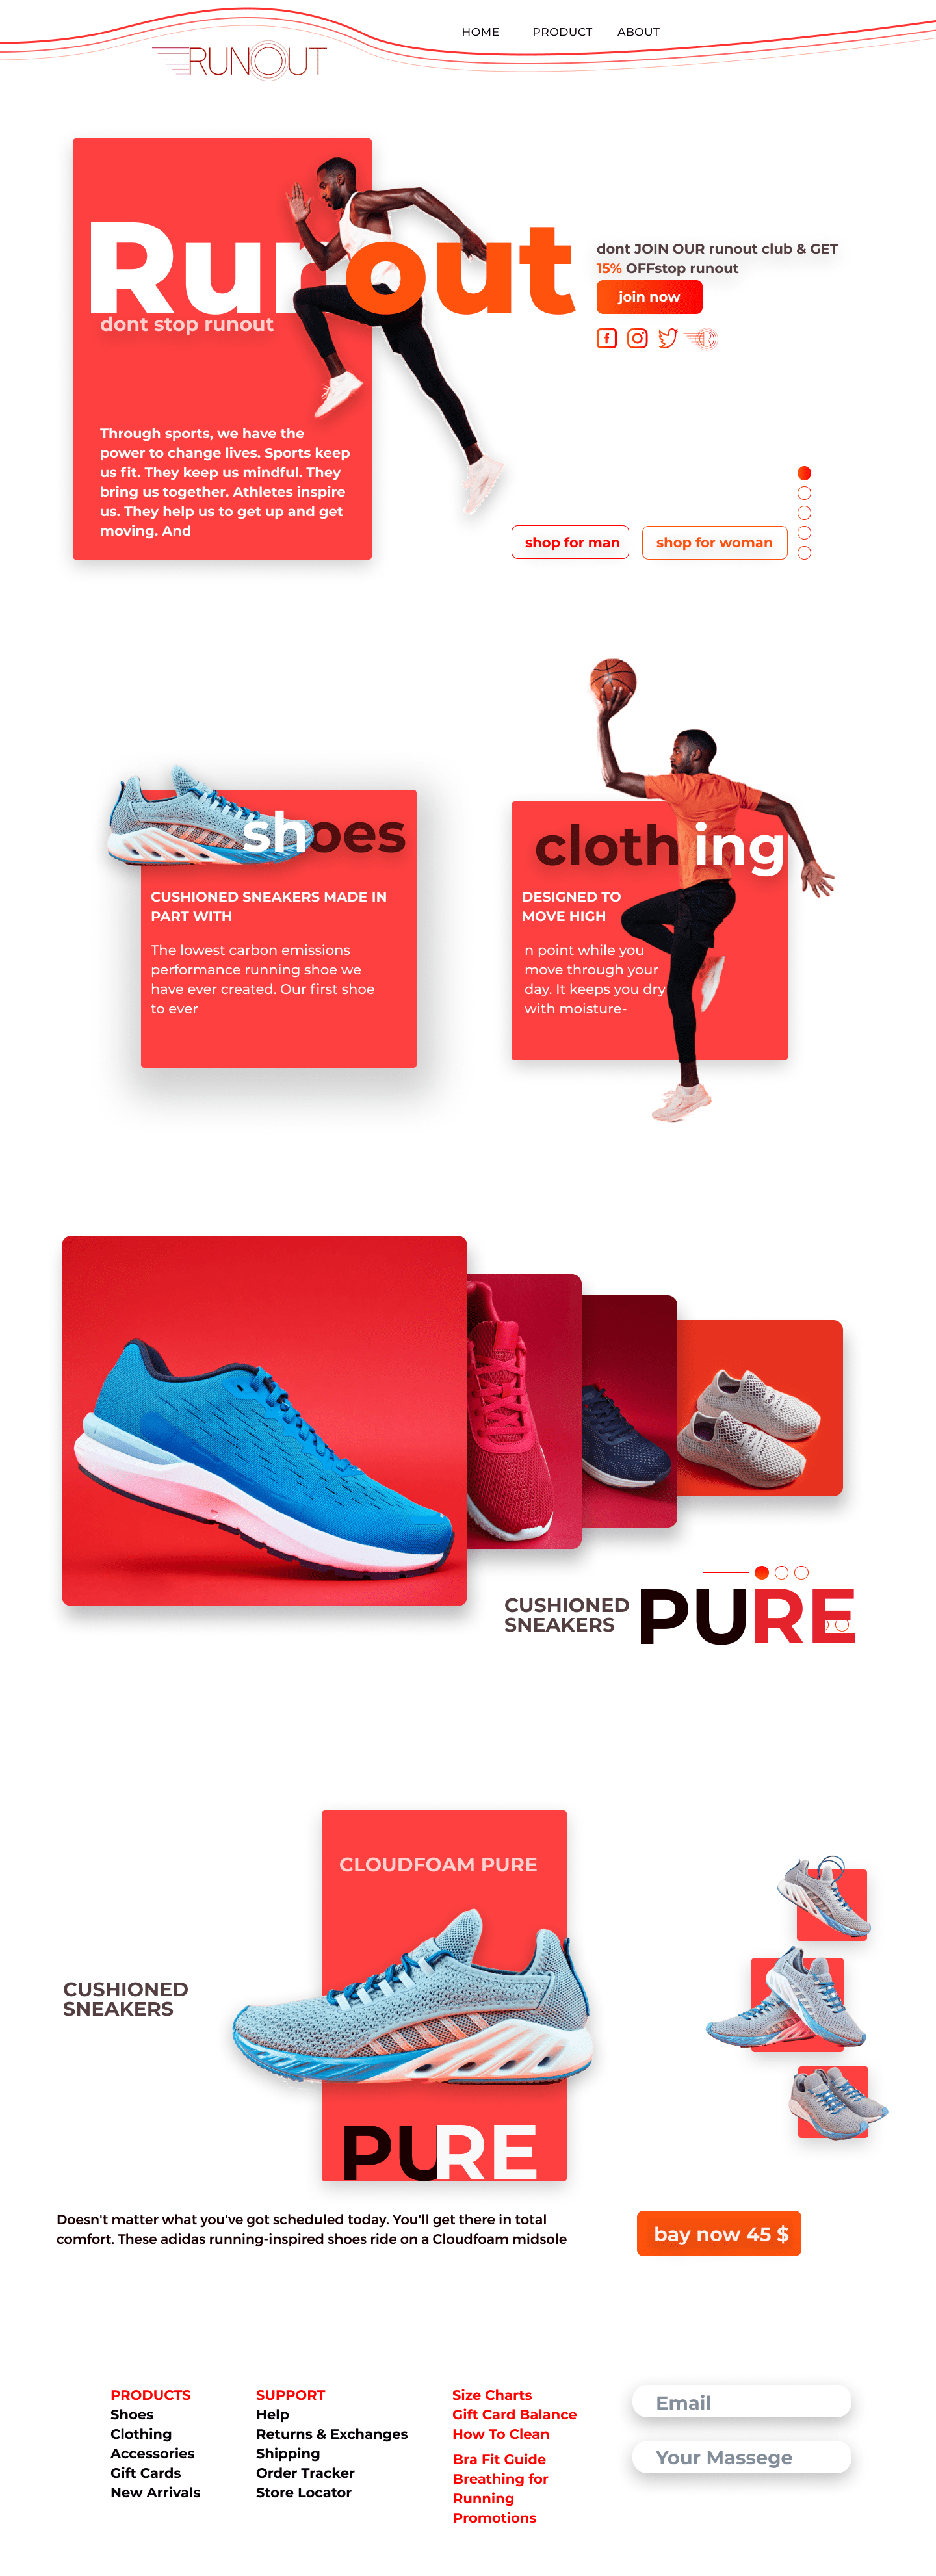 HOME PRODUCT ABOUT
RUNOUT
Run out
dont stop runout
dont JOIN OUR runout club & GET
15% OFFstop runout
join now
Through sports, we have the
power to change lives. Sports keep
us fit. They keep us mindful. They
bring us together. Athletes inspire
us. They help us to get up and get
moving. And
shop for man
shop for woman
shoes
CUSHIONED SNEAKERS MADE IN
PART WITH
The lowest carbon emissions
performance running shoe we
have ever created. Our first shoe
to ever
clothing
DESIGNED TO
MOVE HIGH
n point while you
move through your
day. It keeps you dry
with moisture-
CUSHIONED
SNEAKERS
PURE
CLOUDFOAM PURE
CUSHIONED
SNEAKERS
PURE
Doesn't matter what you've got scheduled today. You'll get there in total
comfort. These adidas running-inspired shoes ride on a Cloudfoam midsole
bay now 45 $
PRODUCTS
Shoes
Clothing
Accessories
Gift Cards
New Arrivals
SUPPORT
Help
Returns & Exchanges
Shipping
Order Tracker
Store Locator
Size Charts
Gift Card Balance
How To Clean
Bra Fit Guide
Breathing for
Running
Promotions
Email
Your Massege